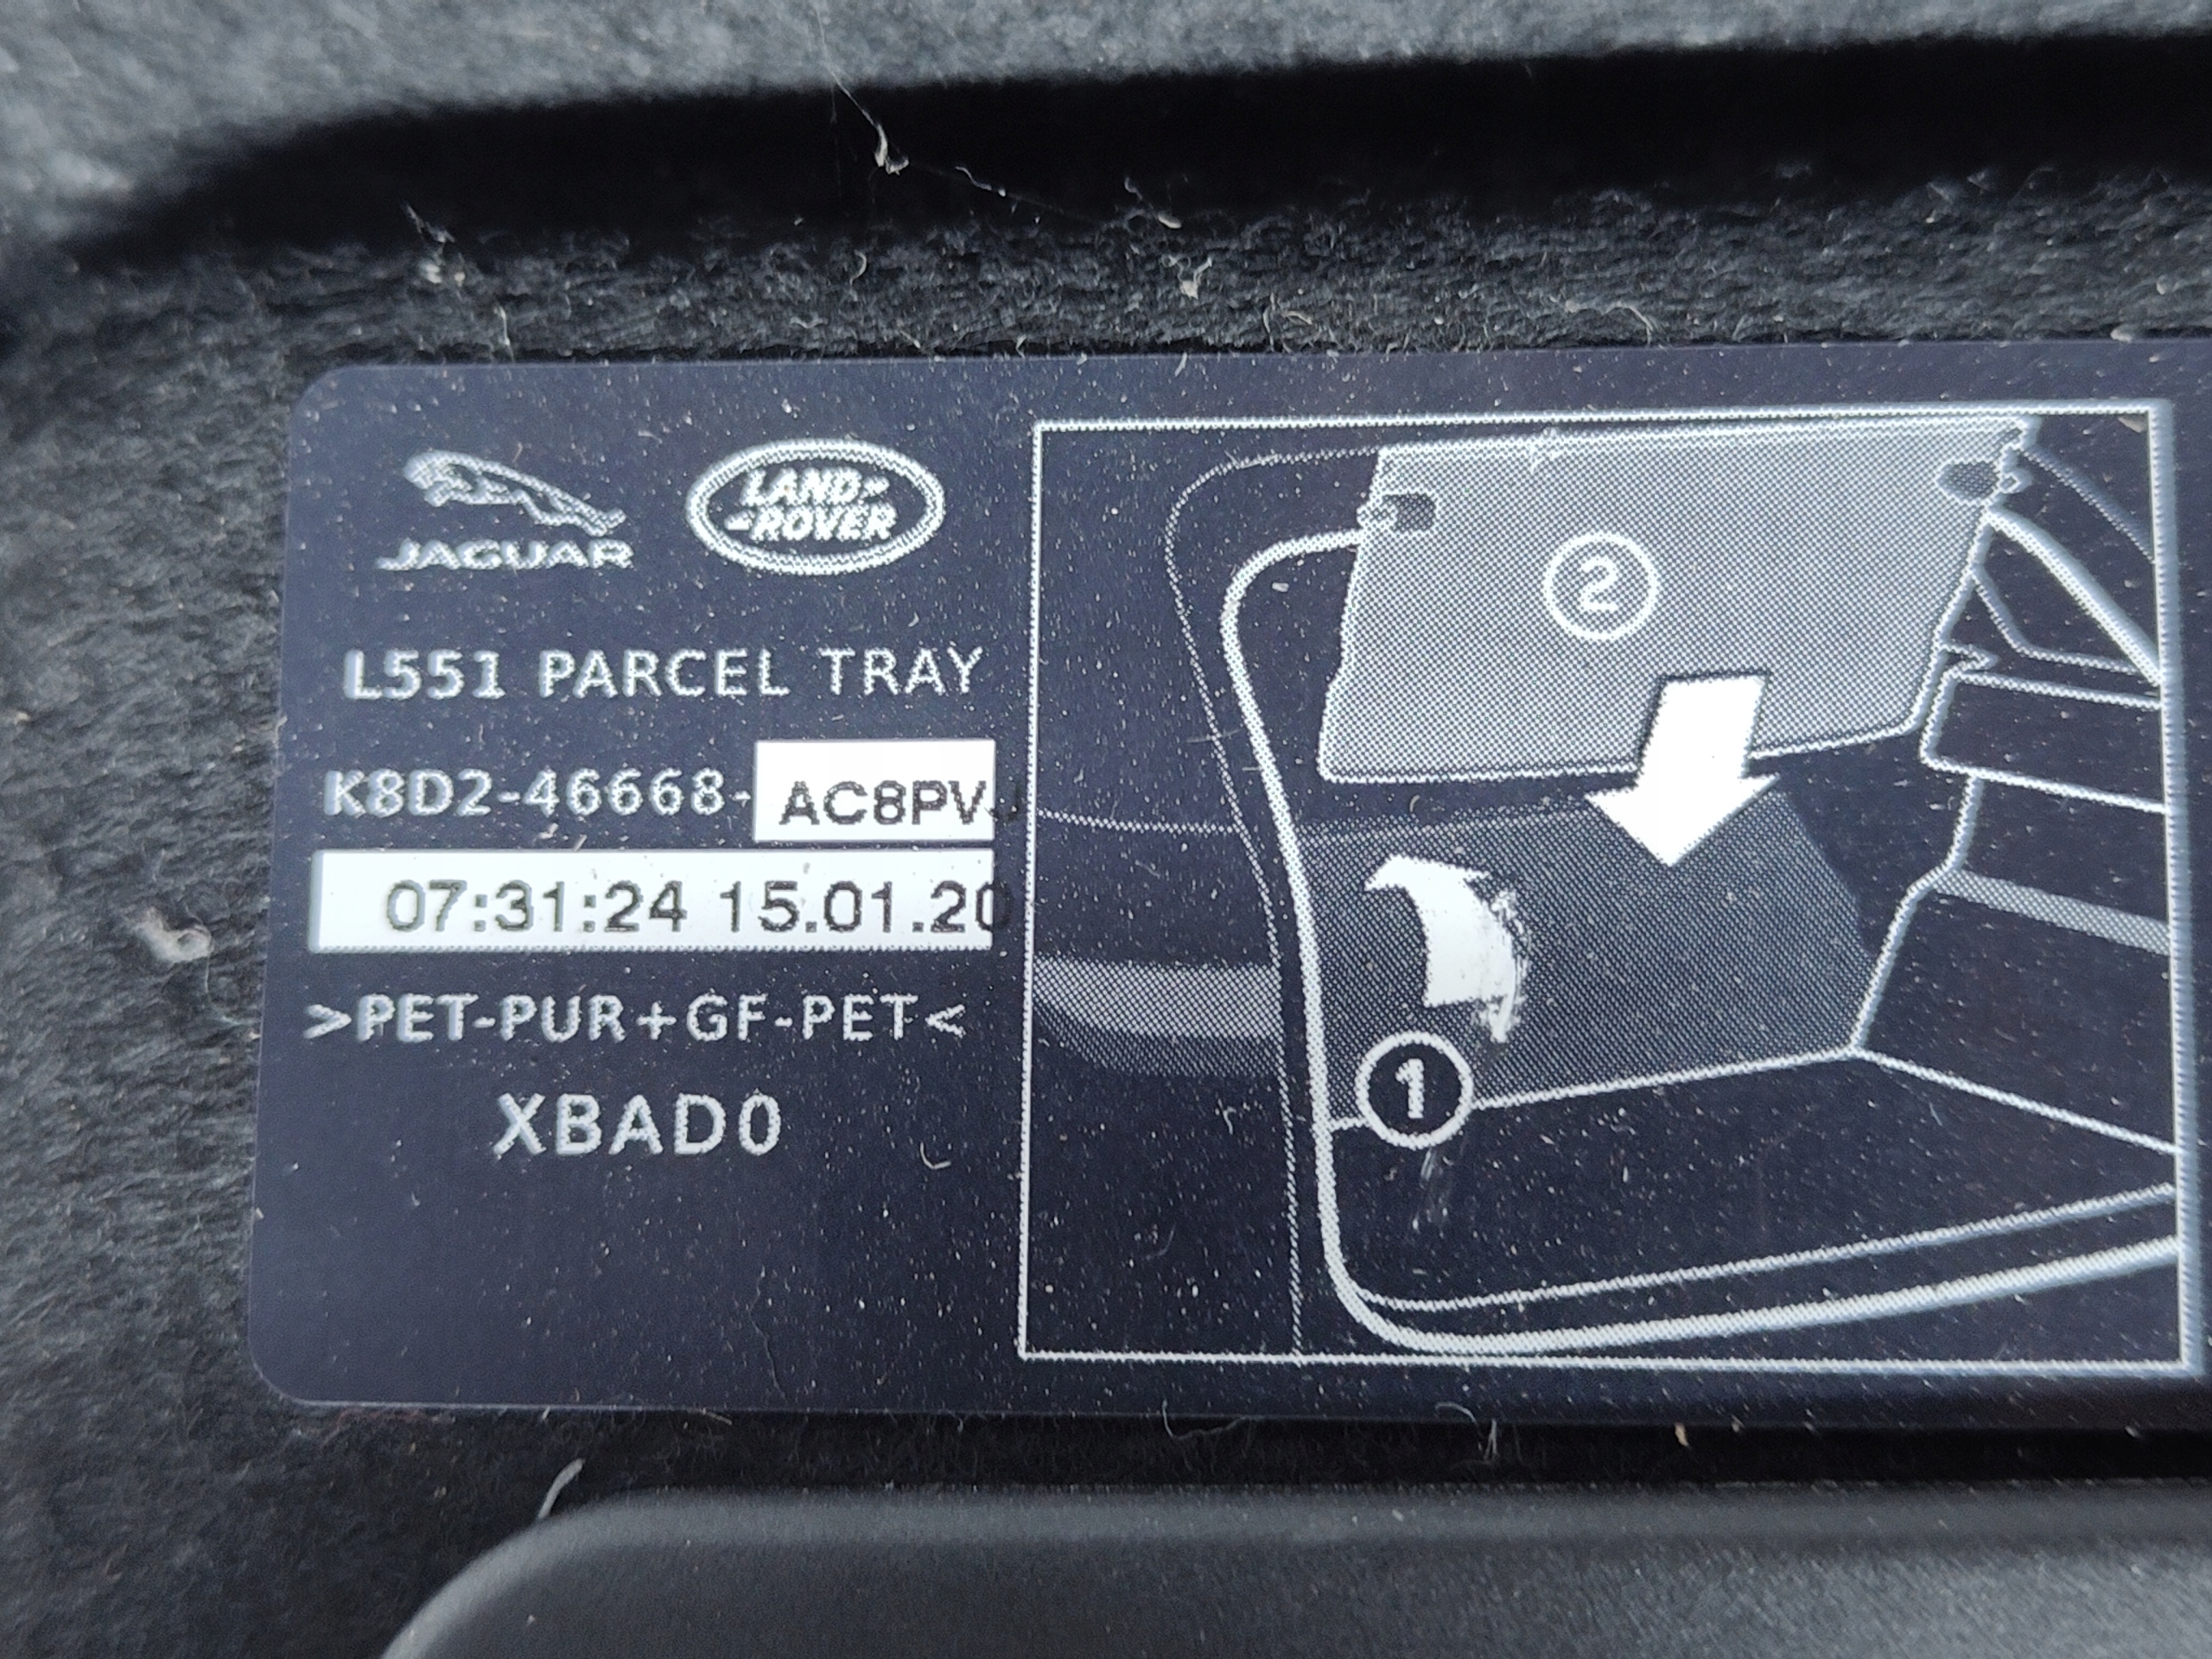 JAGUAR
LAND-
-ROVER
L551 PARCEL TRAY
K8D2-46668-AC8PVJ
07:31:24 15.01.20
>PET-PUR+GF-PET<
XBAD0
2
1